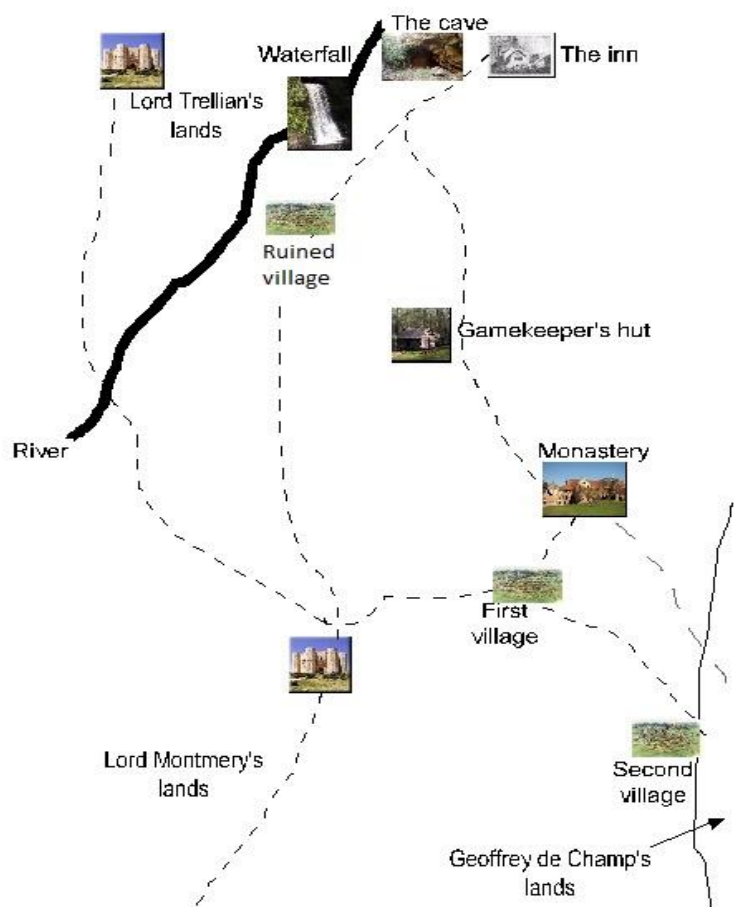 The cave
Waterfall
The inn
Lord Trellian's
lands
Ruined
village
Gamekeeper's hut
River
Monastery
First
village
Lord Montmery's
lands
Second
village
Geoffrey de Champ's
lands